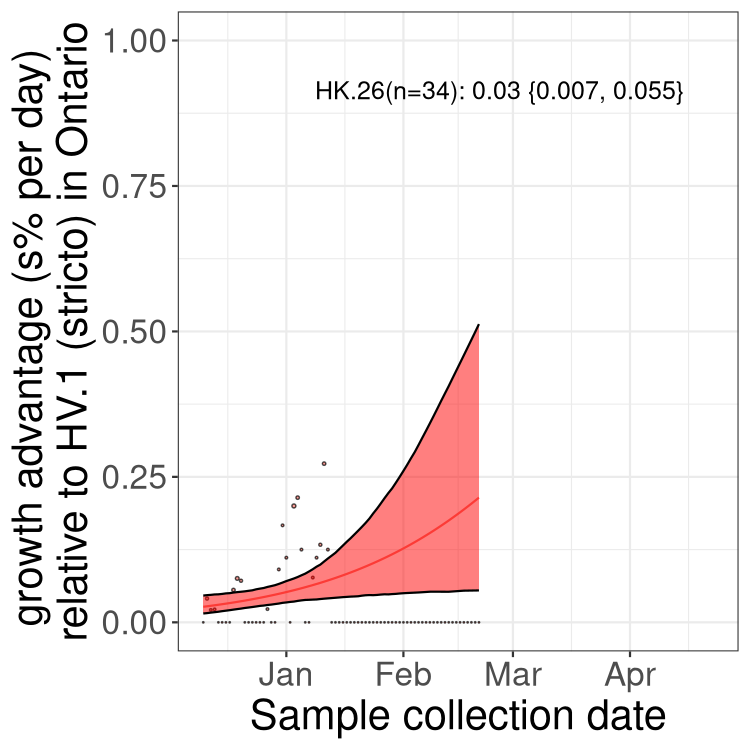 growth advantage (s% per day)
relative to HV.1 (stricto) in Ontario
1.00
0.75
0.50
0.25
0.00
HK.26(n=34): 0.03 {0.007, 0.055}
Jan
Feb
Mar
Apr
Sample collection date